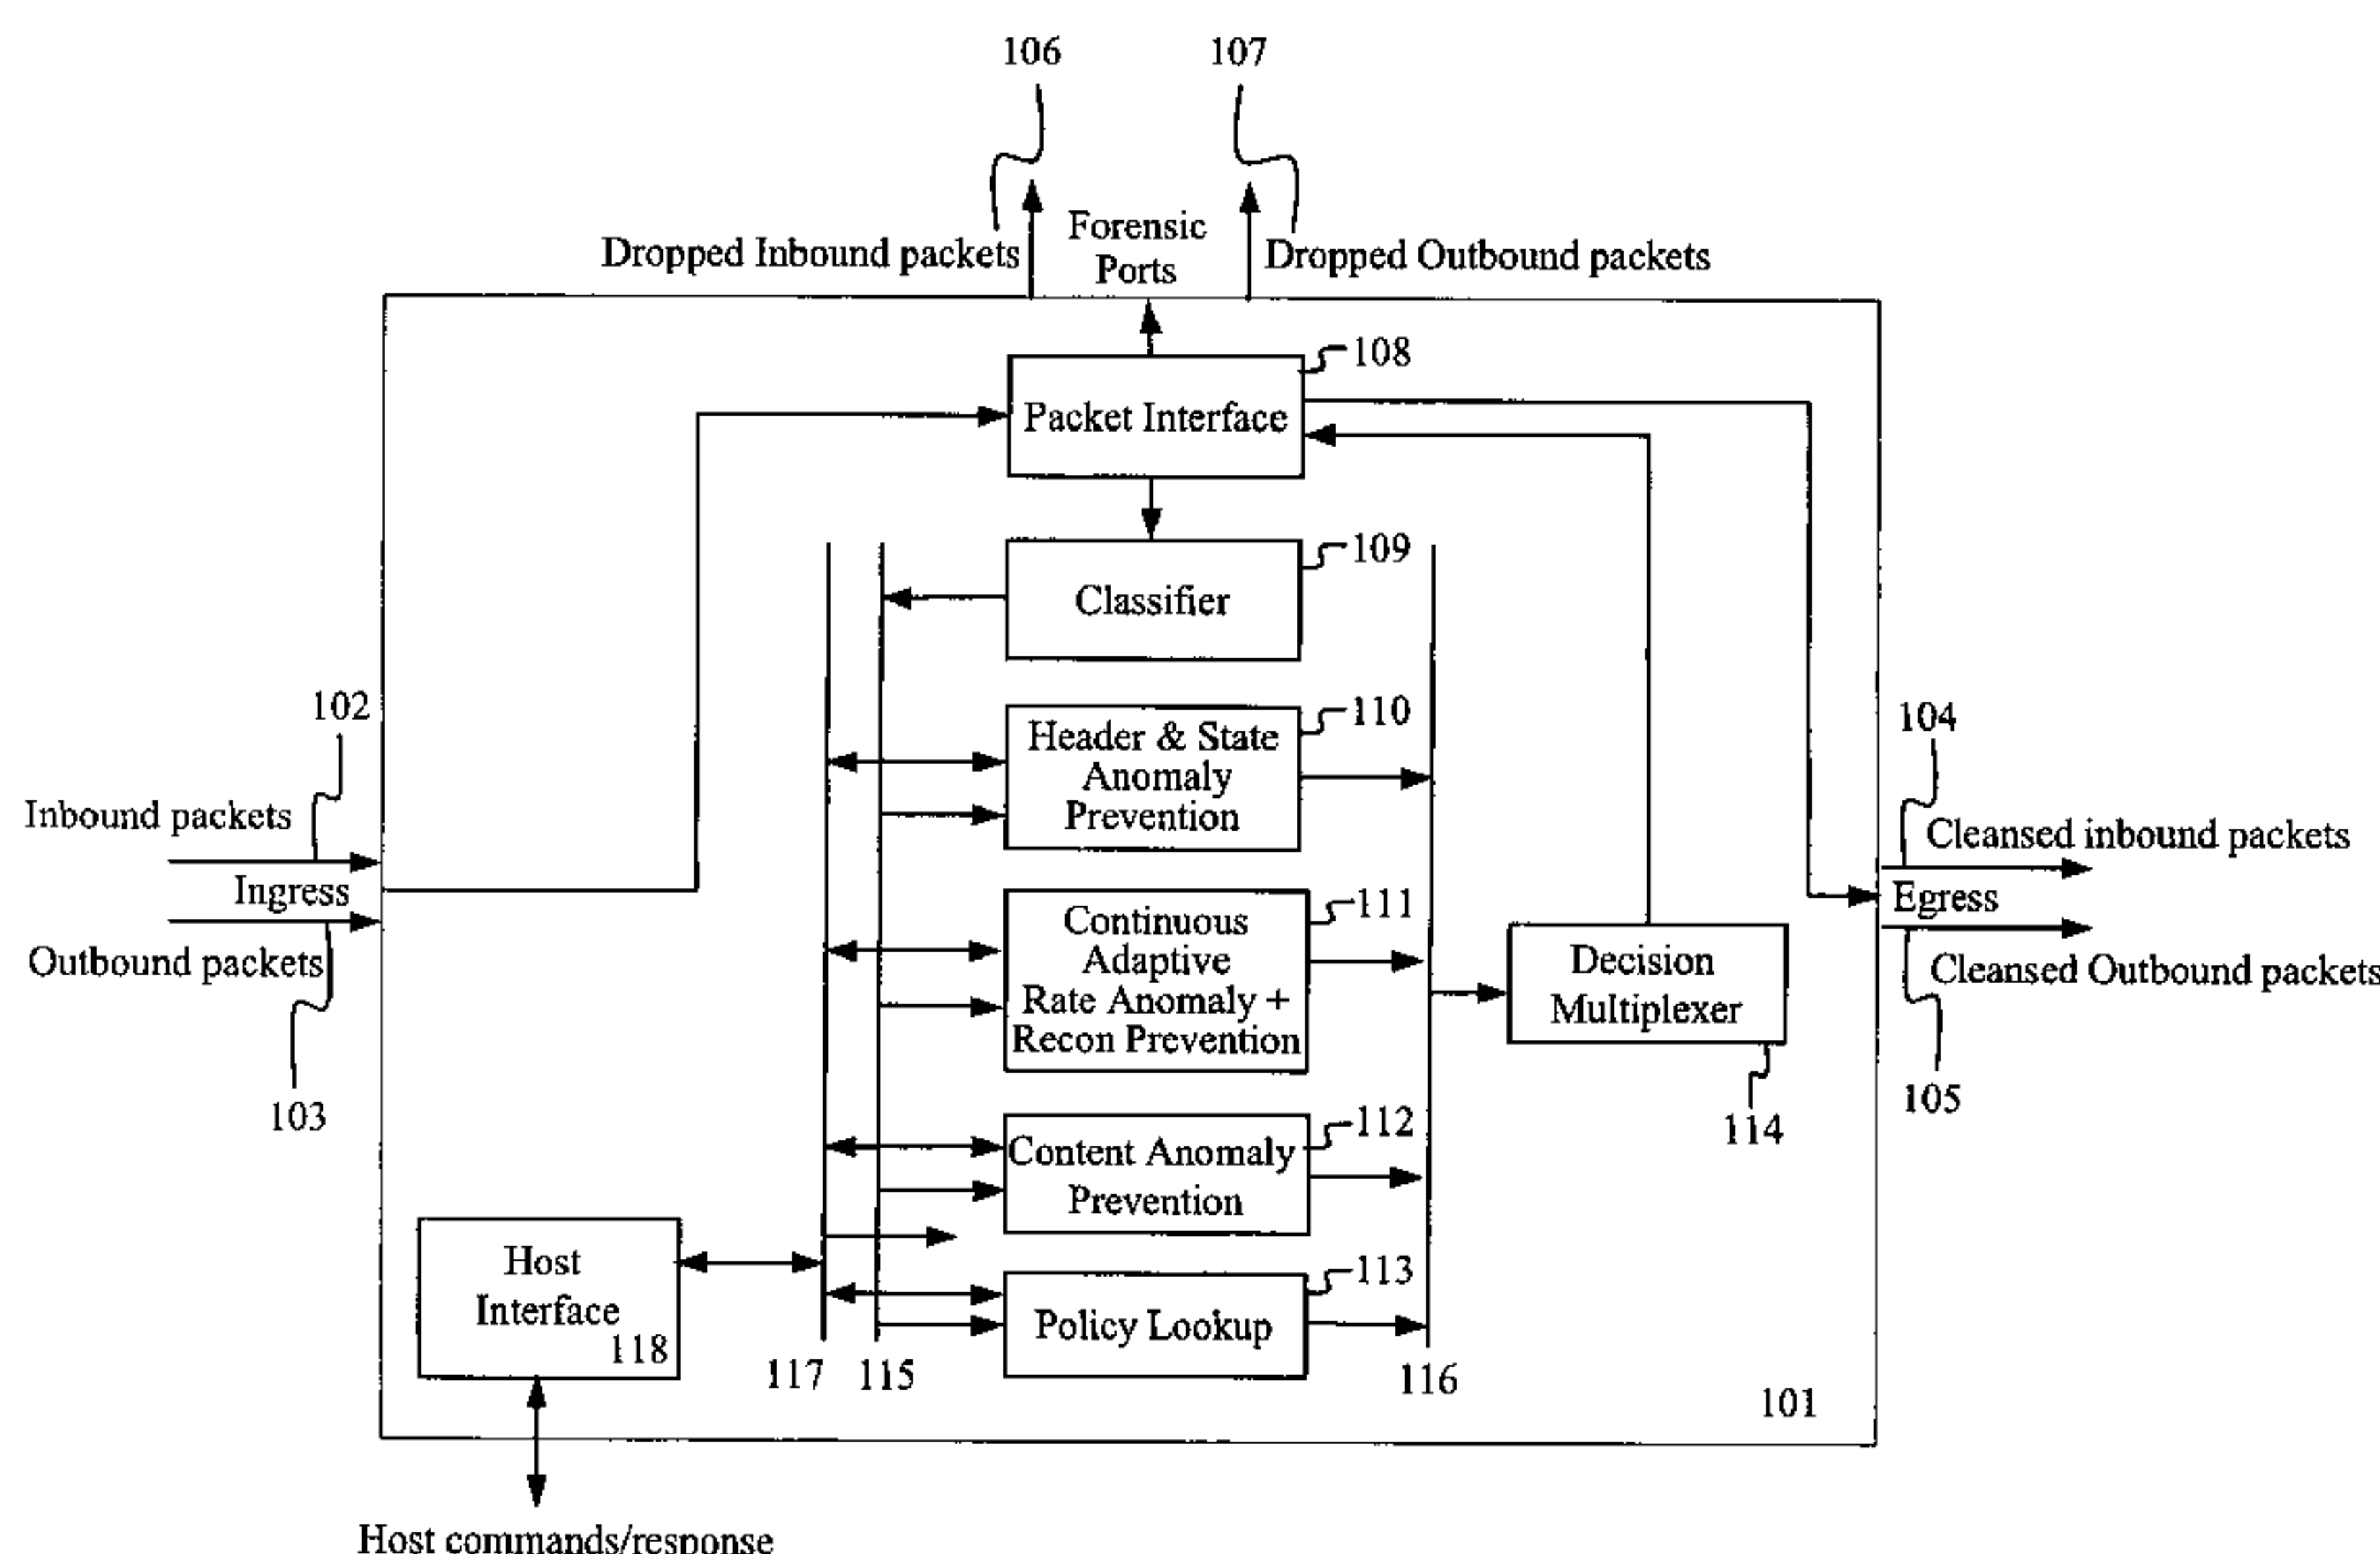 106
107
Forensic
Ports
Dropped Inbound packets
Dropped Outbound packets
108
Packet Interface
109
Classifier
102
110
Header & State
Anomaly
Prevention
104
Inbound packets
Cleansed inbound packets
Ingress
Egress
Outbound packets
Cleansed Outbound packets
103
105
111
Continuous
Adaptive
Rate Anomaly +
Recon Prevention
Decision
Multiplexer
114
112
Content Anomaly
Prevention
Host
Interface
118
113
Policy Lookup
117
115
116
101
Host commands/response